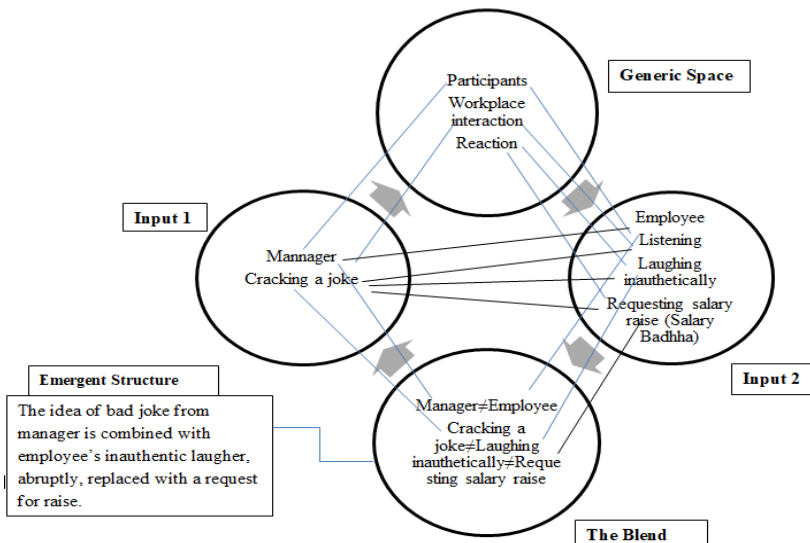 Generic Space
Participants
Workplace
interaction
Reaction
Input 1
Mannager
Cracking a joke
Employee
Listening
Laughing
inauthetically
Requesting salary
raise (Salary
Badhha)
Input 2
Emergent Structure
The idea of bad joke from
manager is combined with
employee's inauthentic laugher,
abruptly, replaced with a request
for raise.
Manager≠Employee
Cracking a
joke≠Laughing
inauthetically≠Reque
sting salary raise
The Blend